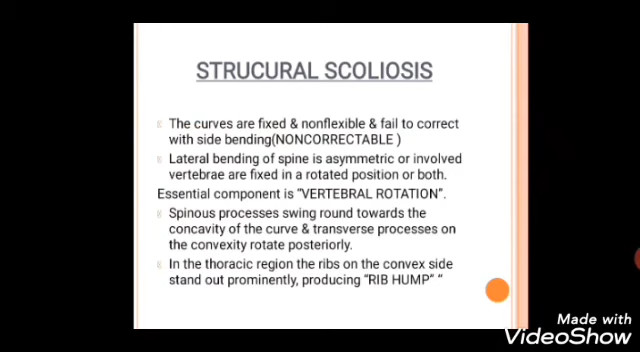 STRUCURAL SCOLIOSIS
The curves are fixed & nonflexible & fail to correct
with side bending(NONCORRECTABLE )
Lateral bending of spine is asymmetric or involved
vertebrae are fixed in a rotated position or both.
Essential component is "VERTEBRAL ROTATION".
Spinous processes swing round towards the
concavity of the curve & transverse processes on
the convexity rotate posteriorly.
In the thoracic region the ribs on the convex side
stand out prominently, producing "RIB HUMP" "
Made with
VideoShow